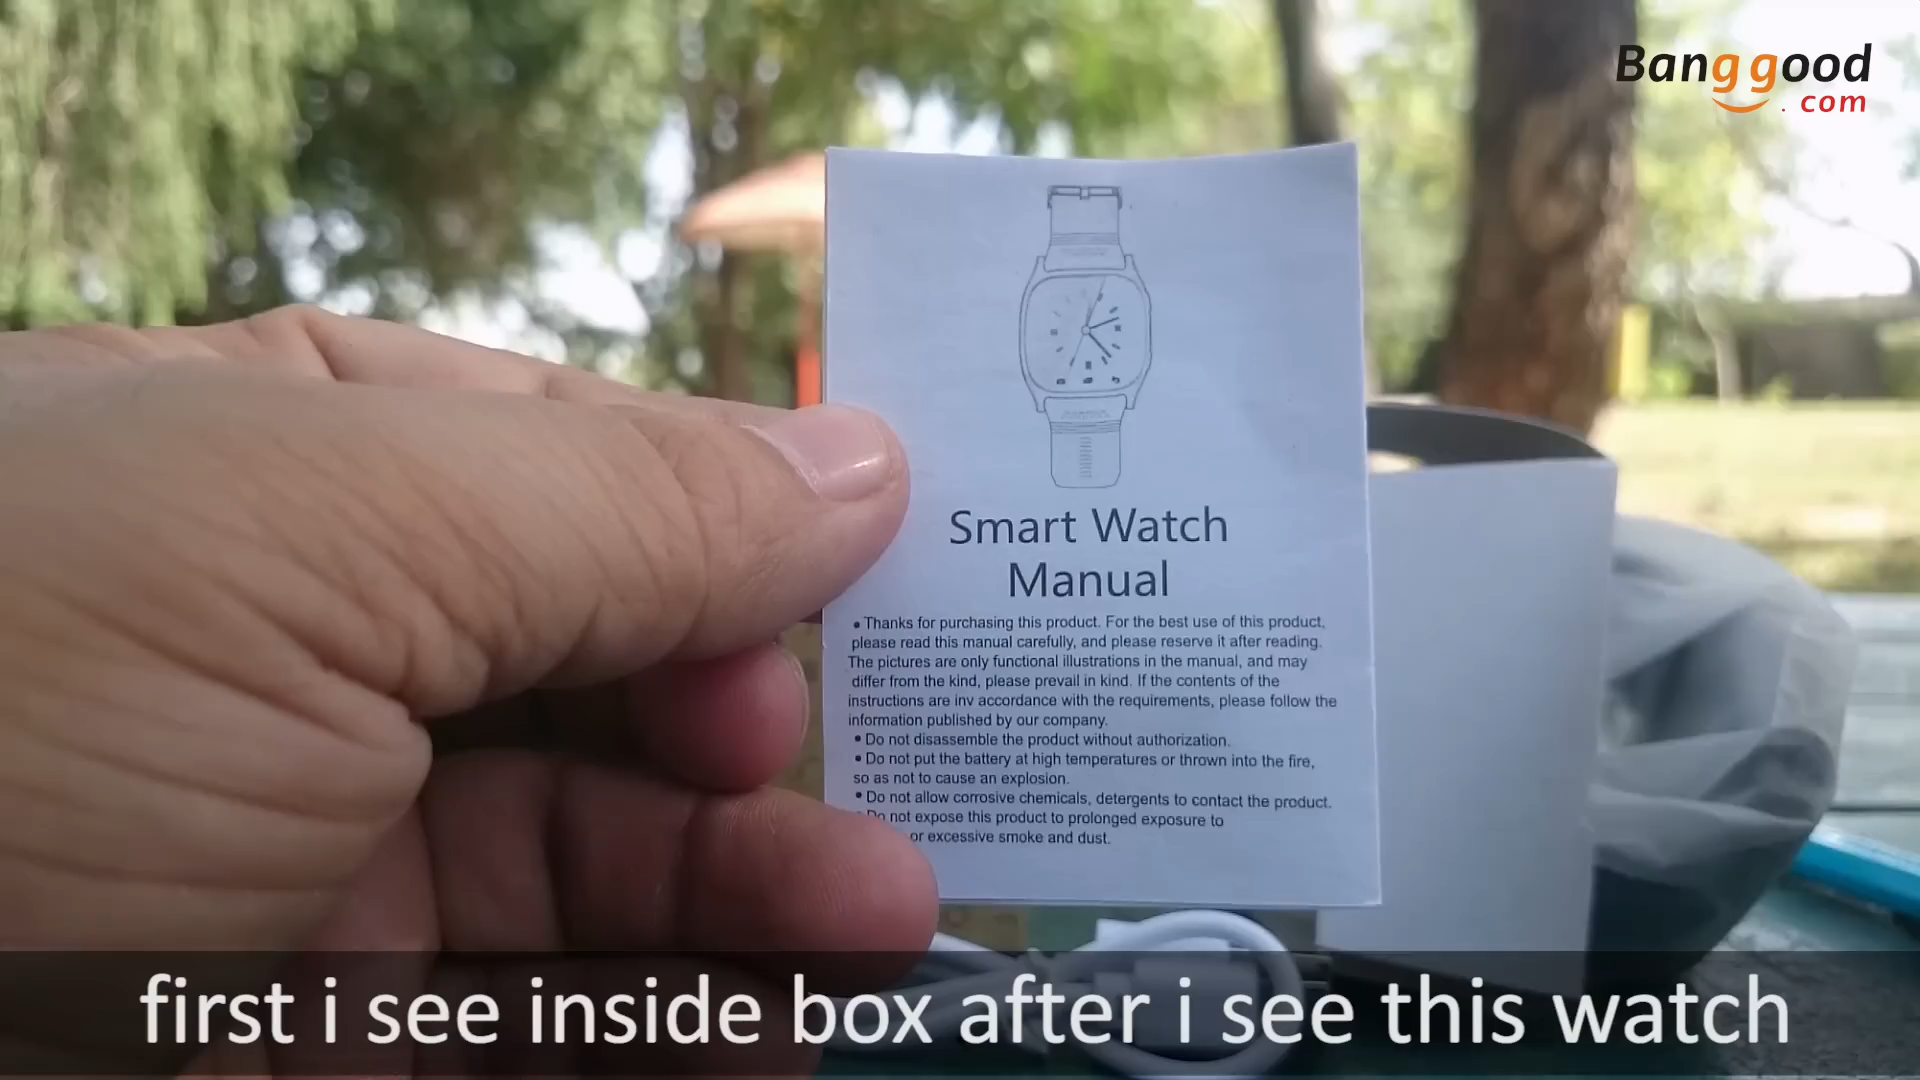 Banggood
.com
Smart Watch
Manual
• Thanks for purchasing this product. For the best use of this product,
please read this manual carefully, and please reserve it after reading.
The pictures are only functional illustrations in the manual, and may
differ from the kind, please prevail in kind. If the contents of the
instructions are inv accordance with the requirements, please follow the
information published by our company.
• Do not disassemble the product without authorization.
• Do not put the battery at high temperatures or thrown into the fire,
so as not to cause an explosion.
• Do not allow corrosive chemicals, detergents to contact the product.
• Do not expose this product to prolonged exposure to
or excessive smoke and dust.
first i see inside box after i see this watch